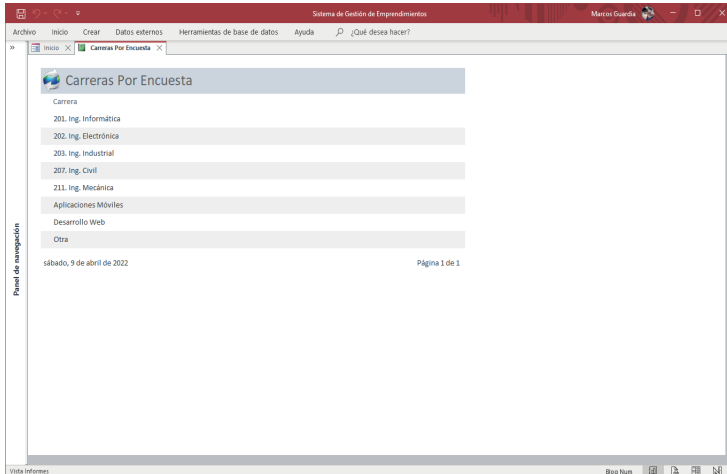 Sistema de Gestión de Emprendimientos
Marcos Guardia
Archivo Inicio Crear Datos externos Herramientas de base de datos Ayuda ¿Qué desea hacer?
» Inicio Carreras Por Encuesta
Carreras Por Encuesta
Carrera
201. Ing. Informática
202. Ing. Electrónica
203. Ing. Industrial
207. Ing. Civil
211. Ing. Mecánica
Aplicaciones Móviles
Desarrollo Web
Otra
sábado, 9 de abril de 2022 Página 1 de 1
Panel de navegación
Vista Informes Bloq Num